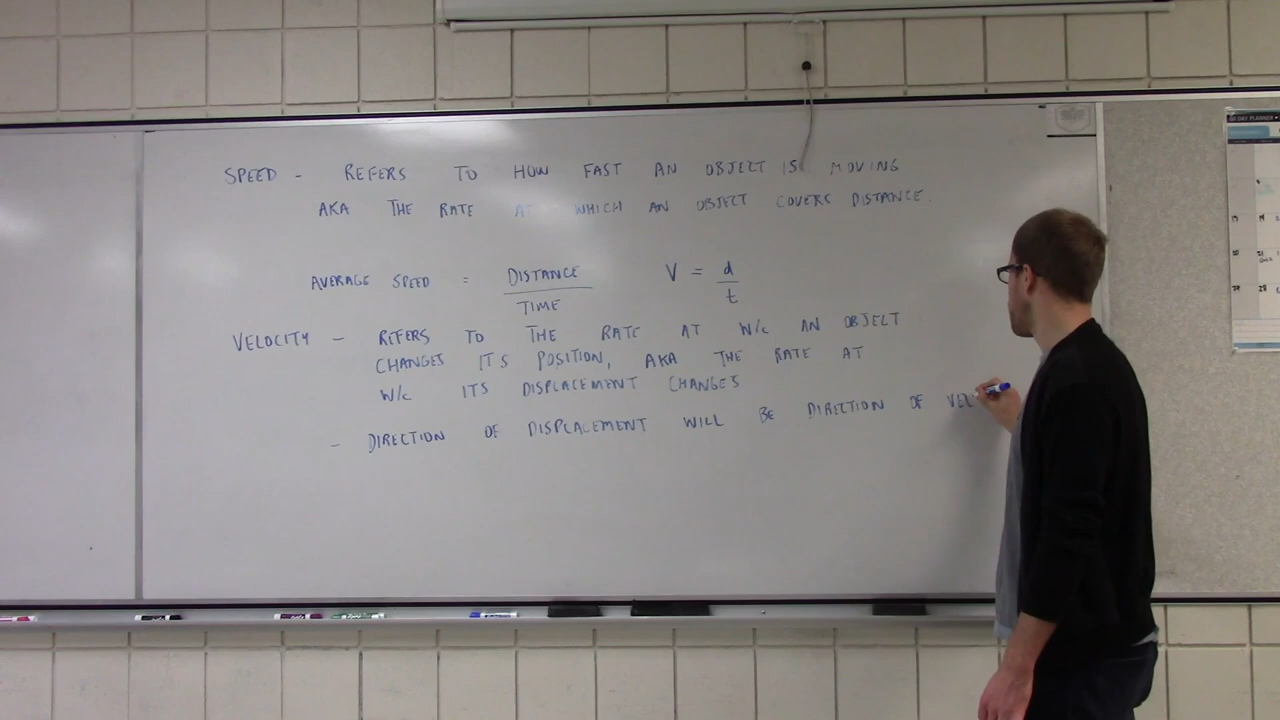 SPEED - REFERS TO HOW FAST AN OBJECT IS MOVING
AKA THE RATE AT WHICH AN OBJECT COVERS DISTANCE.
AVERAGE SPEED = DISTANCE / TIME V = d / t
VELOCITY - REFERS TO THE RATE AT W/C AN OBJECT
CHANGES ITS POSITION, AKA THE RATE AT
W/C ITS DISPLACEMENT CHANGES
- DIRECTION OF DISPLACEMENT WILL BE DIRECTION OF VEL